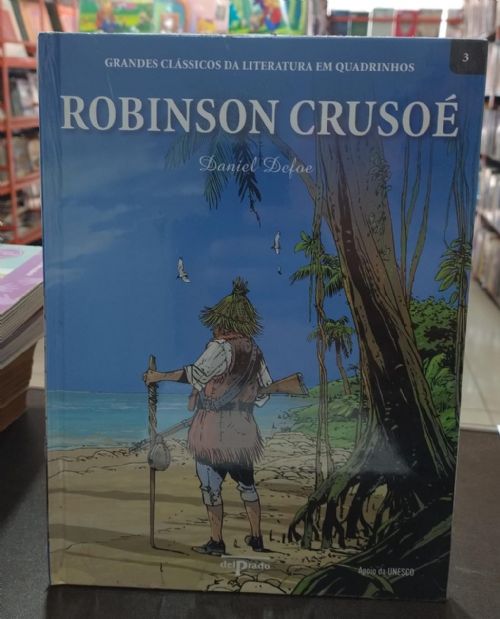 3
GRANDES CLÁSSICOS DA LITERATURA EM QUADRINHOS
ROBINSON CRUSOÉ
Daniel Defoe
delPrado
Apoio da UNESCO